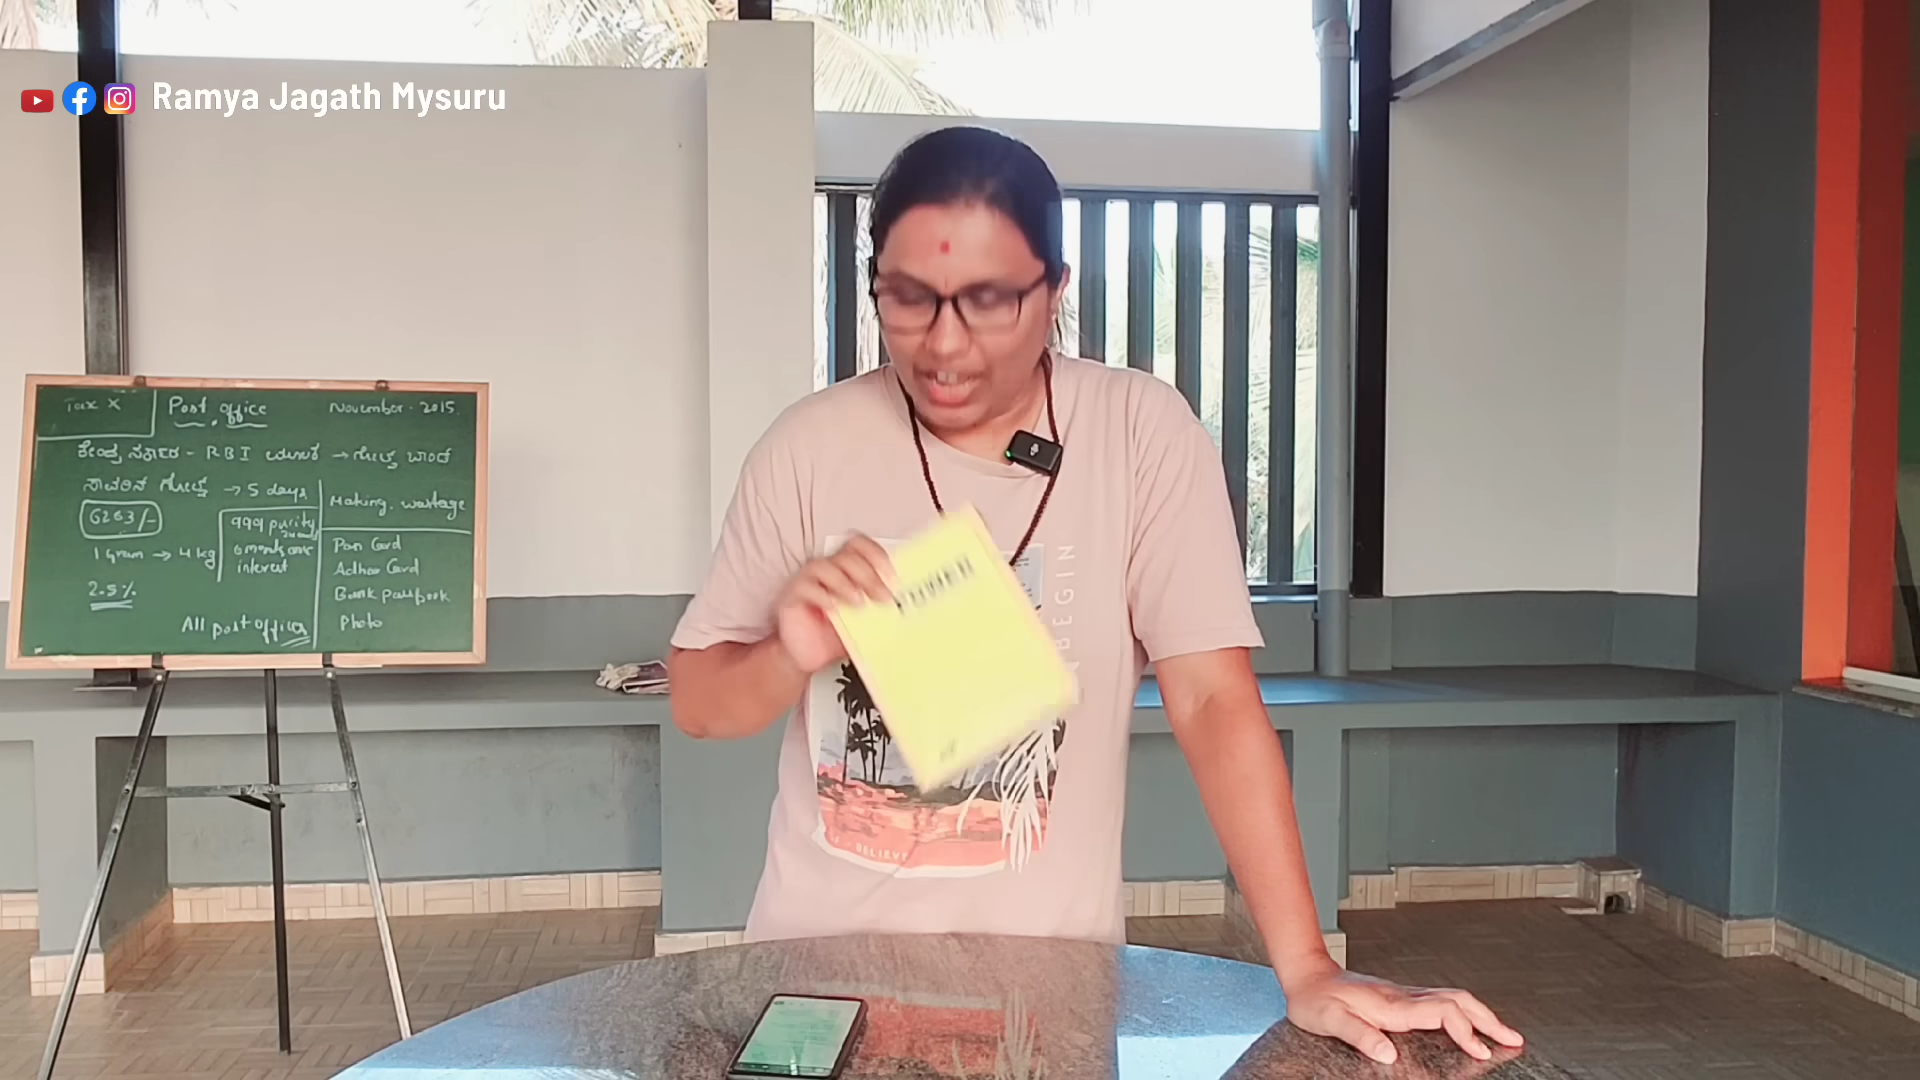 Ramya Jagath Mysuru
Tax X
Post office
November. 2015.
ಕೇಂದ್ರ ಸರ್ಕಾರ - RBI → ಗೋಲ್ಡ್ ಬಾಂಡ್
ಸಾವರಿನ್ ಗೋಲ್ಡ್ → 5 days
6263/-
1 gram → 4 kg
2.5%
999 purity
6 months once
interest
All post offices
Making. wastage
Pan Card
Adhar Card
Bank passbook
Photo
BEGIN
BELIEVE